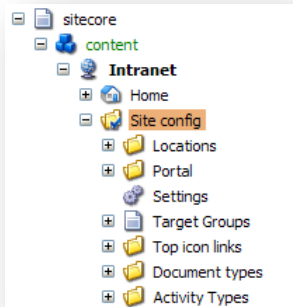 sitecore
content
Intranet
Home
Site config
Locations
Portal
Settings
Target Groups
Top icon links
Document types
Activity Types